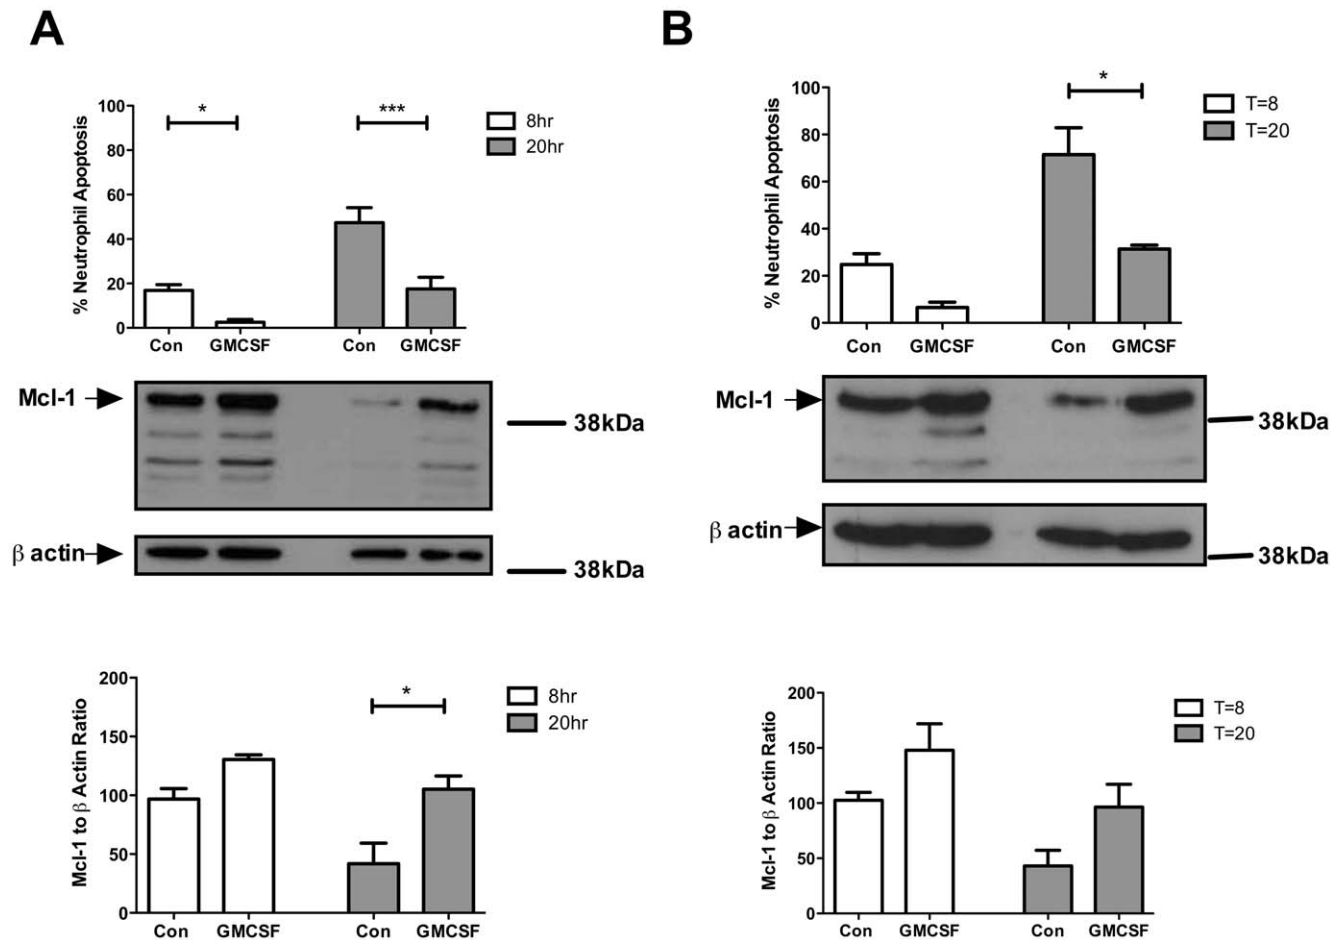 A
% Neutrophil Apoptosis
100
80
60
40
20
0
*
***
8hr
20hr
Con GMCSF Con GMCSF
Mcl-1
38kDa
β actin
38kDa
Mcl-1 to β Actin Ratio
200
150
100
50
0
*
8hr
20hr
Con GMCSF Con GMCSF
B
% Neutrophil Apoptosis
100
80
60
40
20
0
*
T=8
T=20
Con GMCSF Con GMCSF
Mcl-1
38kDa
β actin
38kDa
Mcl-1 to β Actin Ratio
200
150
100
50
0
T=8
T=20
Con GMCSF Con GMCSF